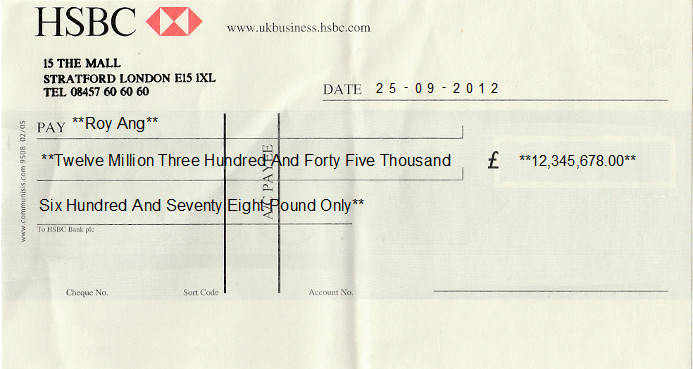 HSBC
www.ukbusiness.hsbc.com
15 THE MALL
STRATFORD LONDON E15 1XL
TEL 08457 60 60 60
DATE 25-09-2012
PAY **Roy Ang**
**Twelve Million Three Hundred And Forty Five Thousand £ **12,345,678.00**
Six Hundred And Seventy Eight Pound Only**
A/C PAYEE
To HSBC Bank plc
www.communisis.com 9508 02/05
Cheque No. Sort Code Account No.